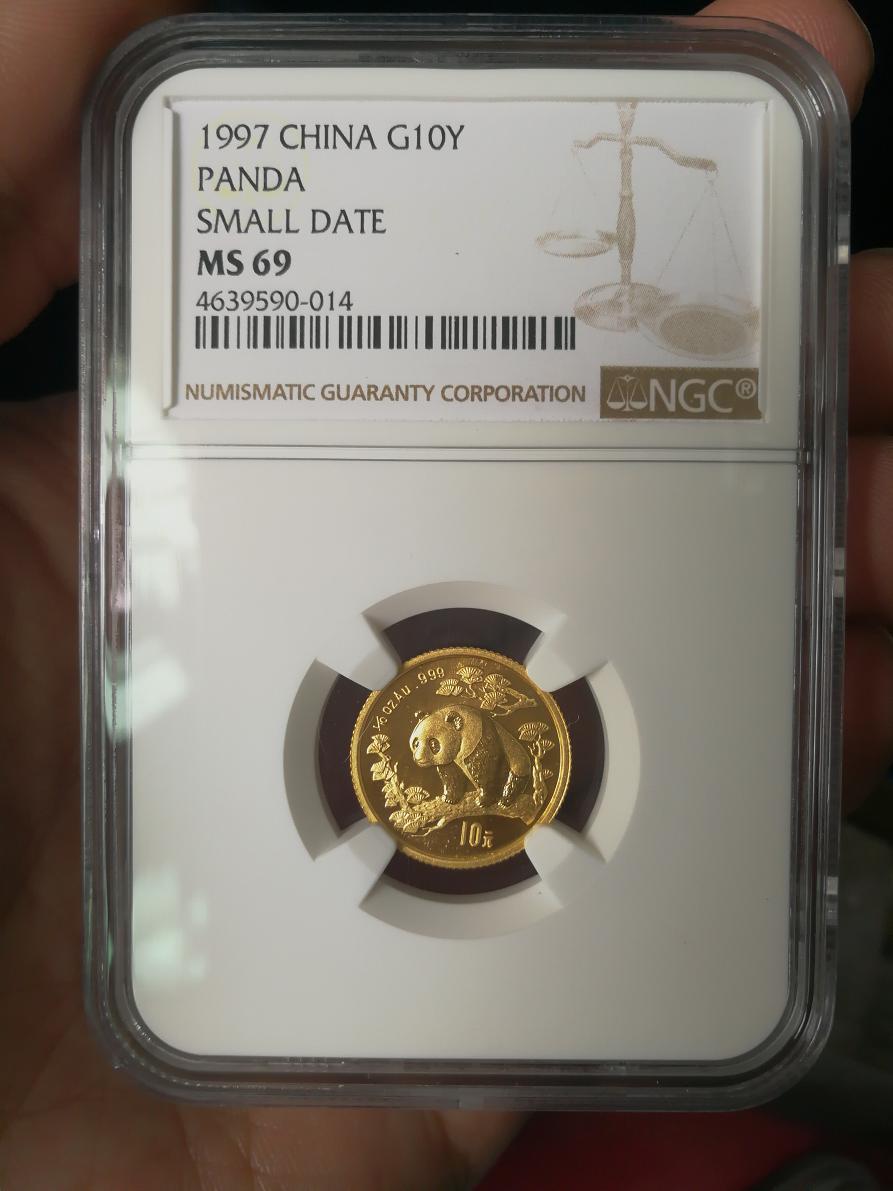 1997 CHINA G10Y
PANDA
SMALL DATE
MS 69
4639590-014
NUMISMATIC GUARANTY CORPORATION
NGC®
1/10 OZ AU .999
10元